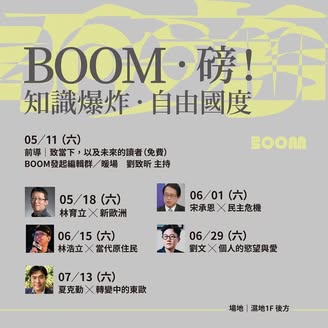 BOOM・磅！
知識爆炸・自由國度
05/11（六）
前導｜致當下，以及未來的讀者（免費）
BOOM發起編輯群／暖場　劉致昕 主持
BOOM
05/18（六）
林育立╳新歐洲
06/01（六）
宋承恩╳民主危機
06/15（六）
林浩立╳當代原住民
06/29（六）
劉文╳個人的慾望與愛
07/13（六）
夏克勤╳轉變中的東歐
場地｜濕地1F 後方